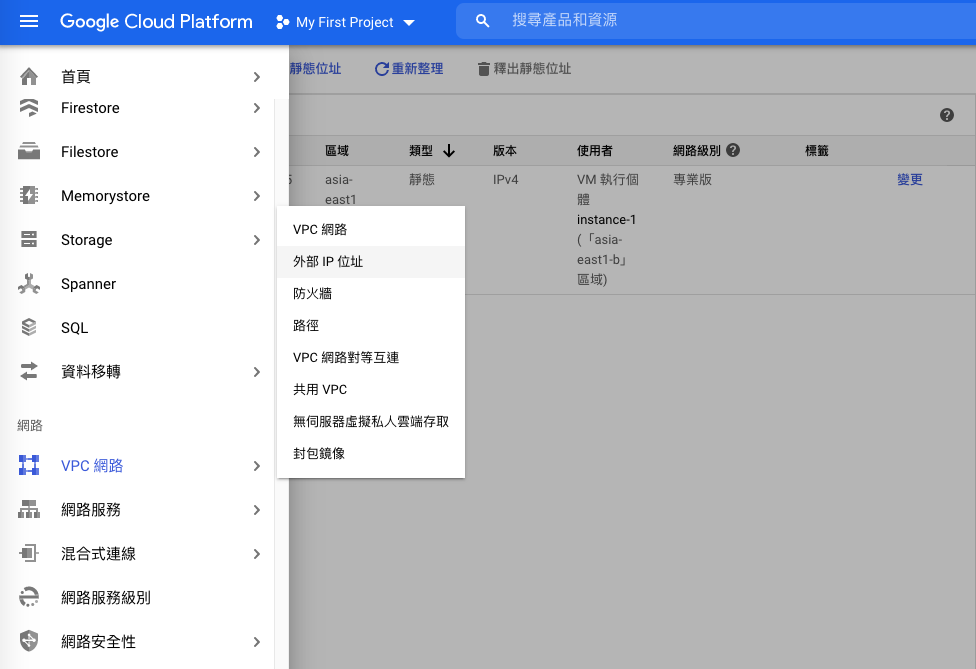 Google Cloud Platform My First Project 搜尋產品和資源
靜態位址 重新整理 釋出靜態位址
首頁
Firestore
Filestore
Memorystore
Storage
Spanner
SQL
資料移轉
網路
VPC 網路
網路服務
混合式連線
網路服務級別
網路安全性
VPC 網路
外部 IP 位址
防火牆
路徑
VPC 網路對等互連
共用 VPC
無伺服器虛擬私人雲端存取
封包鏡像
區域 類型 版本 使用者 網路級別 標籤
5 asia- 靜態 IPv4 VM 執行個 專業版 變更
east1 體
instance-1
(「asia-
east1-b」
區域)